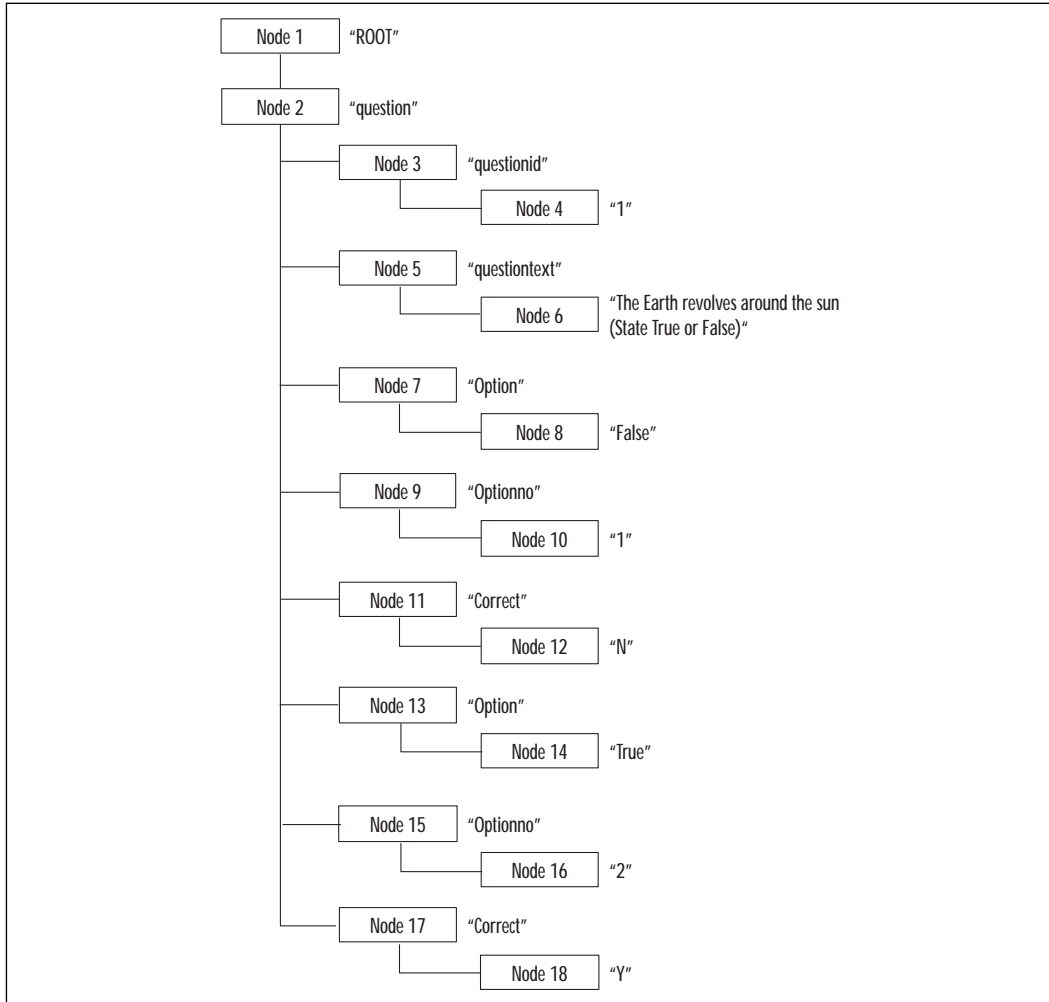 Node 1 “ROOT”
Node 2 “question”
Node 3 “questionid”
Node 4 “1”
Node 5 “questiontext”
Node 6 “The Earth revolves around the sun
(State True or False)“
Node 7 “Option”
Node 8 “False”
Node 9 “Optionno”
Node 10 “1”
Node 11 “Correct”
Node 12 “N”
Node 13 “Option”
Node 14 “True”
Node 15 “Optionno”
Node 16 “2”
Node 17 “Correct”
Node 18 “Y”